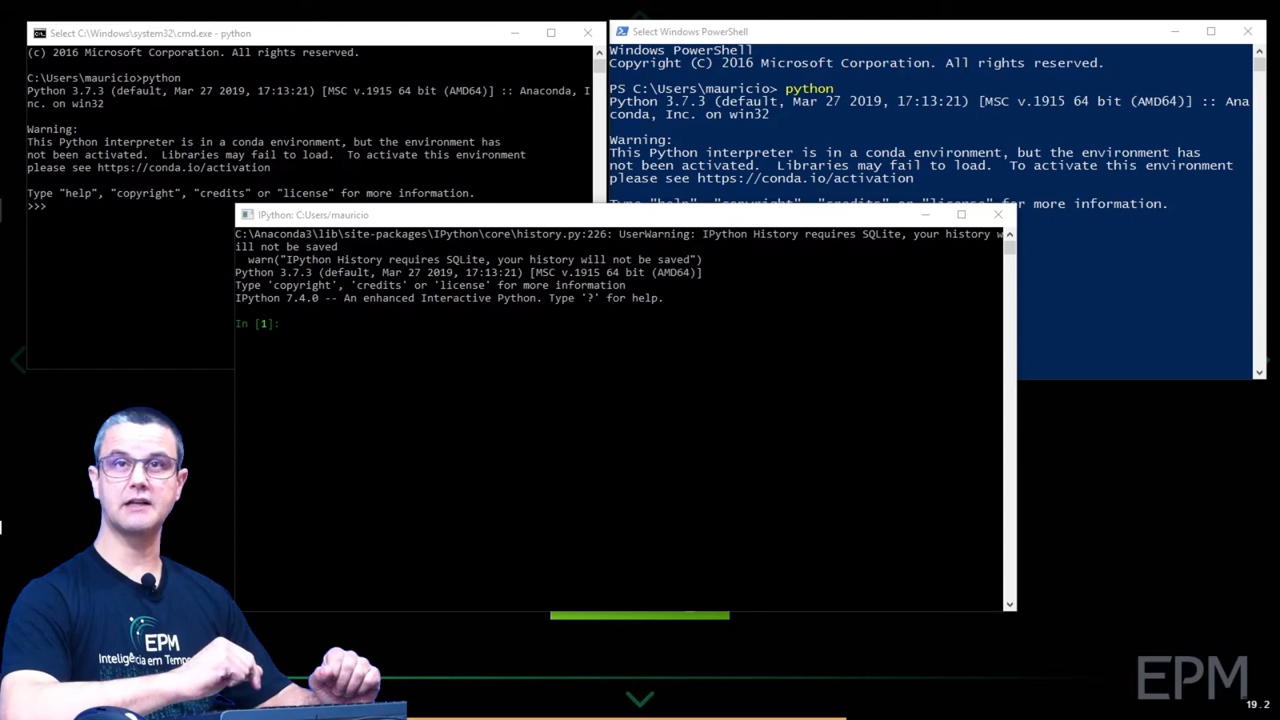 Select C:\Windows\system32\cmd.exe - python
(c) 2016 Microsoft Corporation. All rights reserved.
C:\Users\mauricio>python
Python 3.7.3 (default, Mar 27 2019, 17:13:21) [MSC v.1915 64 bit (AMD64)] :: Anaconda, I
nc. on win32
Warning:
This Python interpreter is in a conda environment, but the environment has
not been activated.  Libraries may fail to load.  To activate this environment
please see https://conda.io/activation
Type "help", "copyright", "credits" or "license" for more information.
>>>
Select Windows PowerShell
Windows PowerShell
Copyright (C) 2016 Microsoft Corporation. All rights reserved.
PS C:\Users\mauricio> python
Python 3.7.3 (default, Mar 27 2019, 17:13:21) [MSC v.1915 64 bit (AMD64)] :: Ana
conda, Inc. on win32
Warning:
This Python interpreter is in a conda environment, but the environment has
not been activated.  Libraries may fail to load.  To activate this environment
please see https://conda.io/activation
Type "help", "copyright", "credits" or "license" for more information.
IPython: C:Users/mauricio
C:\Anaconda3\lib\site-packages\IPython\core\history.py:226: UserWarning: IPython History requires SQLite, your history w
ill not be saved
  warn("IPython History requires SQLite, your history will not be saved")
Python 3.7.3 (default, Mar 27 2019, 17:13:21) [MSC v.1915 64 bit (AMD64)]
Type 'copyright', 'credits' or 'license' for more information
IPython 7.4.0 -- An enhanced Interactive Python. Type '?' for help.
In [1]:
EPM
Inteligência em Tempo
EPM
19.2